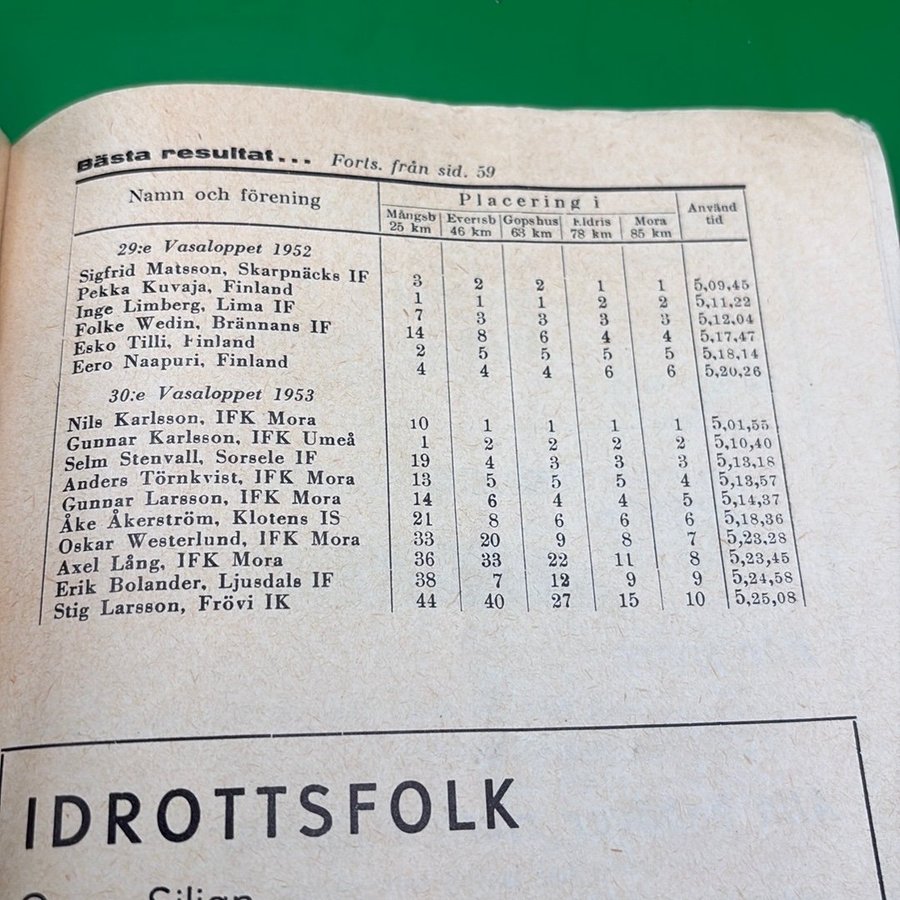 Bästa resultat... Forts. från sid. 59
Namn och förening Placering i Använd tid
Mångsb 25 km Evertsb 46 km Gopshus 63 km Eldris 78 km Mora 85 km
29:e Vasaloppet 1952
Sigfrid Matsson, Skarpnäcks IF 3 2 2 1 1 5,09,45
Pekka Kuvaja, Finland 1 1 1 2 2 5,11,22
Inge Limberg, Lima IF 7 3 3 3 3 5,12,04
Folke Wedin, Brännans IF 14 8 6 4 4 5,17,47
Esko Tilli, Finland 2 5 5 5 5 5,18,14
Eero Naapuri, Finland 4 4 4 6 6 5,20,26
30:e Vasaloppet 1953
Nils Karlsson, IFK Mora 10 1 1 1 1 5,01,55
Gunnar Karlsson, IFK Umeå 1 2 2 2 2 5,10,40
Selm Stenvall, Sorsele IF 19 4 3 3 3 5,13,18
Anders Törnkvist, IFK Mora 13 5 5 5 4 5,13,57
Gunnar Larsson, IFK Mora 14 6 4 4 5 5,14,37
Åke Åkerström, Klotens IS 21 8 6 6 6 5,18,36
Oskar Westerlund, IFK Mora 33 20 9 8 7 5,23,28
Axel Lång, IFK Mora 36 33 22 11 8 5,23,45
Erik Bolander, Ljusdals IF 38 7 12 9 9 5,24,58
Stig Larsson, Frövi IK 44 40 27 15 10 5,25,08
IDROTTSFOLK
Siljan